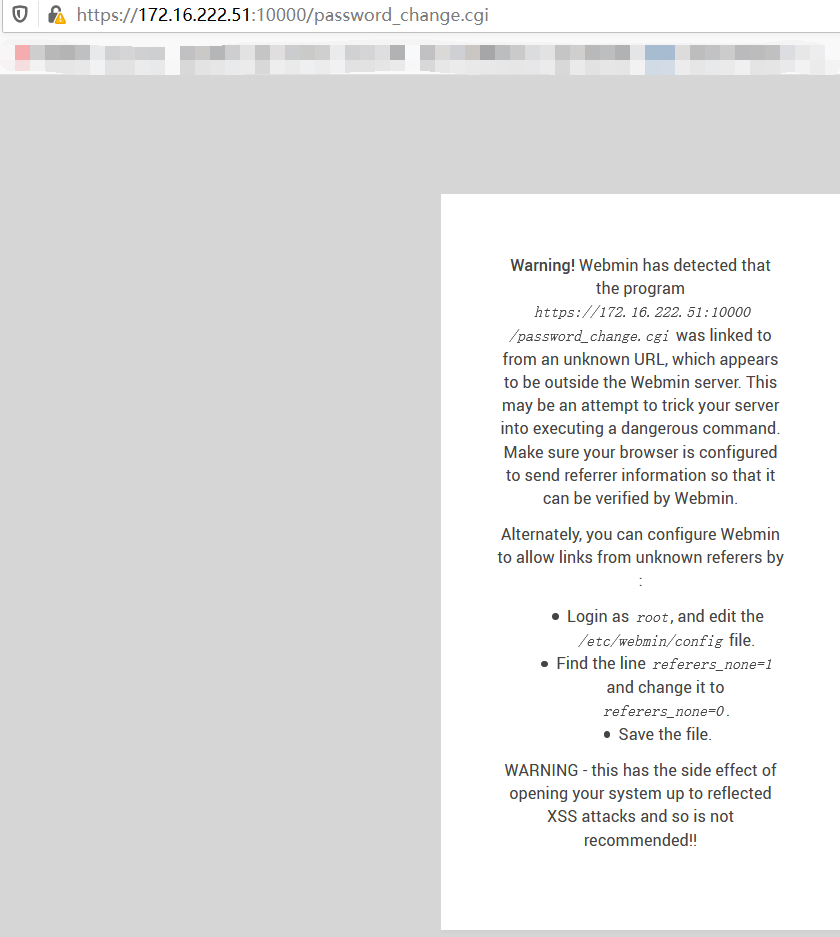 https://172.16.222.51:10000/password_change.cgi
Warning! Webmin has detected that
the program
https://172.16.222.51:10000
/password_change.cgi was linked to
from an unknown URL, which appears
to be outside the Webmin server. This
may be an attempt to trick your server
into executing a dangerous command.
Make sure your browser is configured
to send referrer information so that it
can be verified by Webmin.
Alternately, you can configure Webmin
to allow links from unknown referers by
:
• Login as root, and edit the
/etc/webmin/config file.
• Find the line referers_none=1
and change it to
referers_none=0.
• Save the file.
WARNING - this has the side effect of
opening your system up to reflected
XSS attacks and so is not
recommended!!